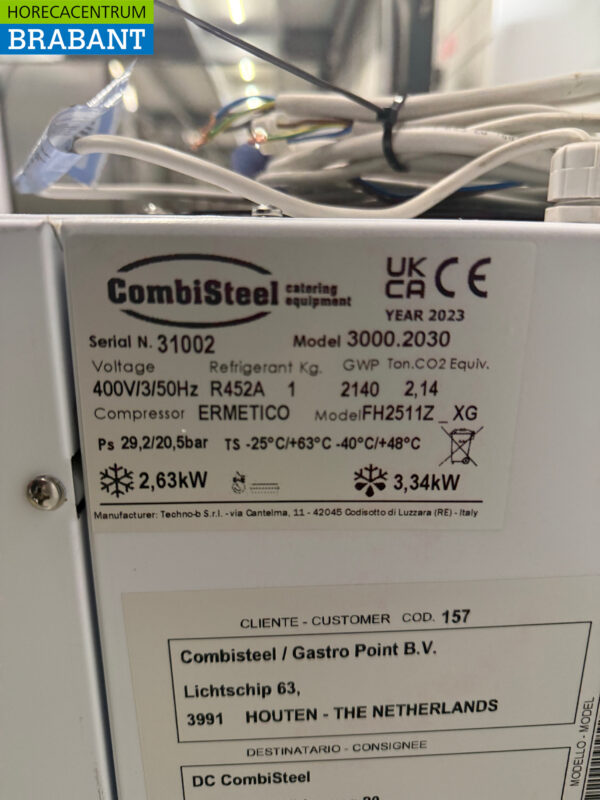 HORECACENTRUM
BRABANT
CombiSteel catering equipment
UK CA CE
YEAR 2023
Serial N. 31002 Model 3000.2030
Voltage Refrigerant Kg. GWP Ton.CO2 Equiv.
400V/3/50Hz R452A 1 2140 2,14
Compressor ERMETICO Model FH2511Z_XG
Ps 29,2/20,5bar TS -25°C/+63°C -40°C/+48°C
2,63kW 3,34kW
Manufacturer: Techno-b S.r.l. - via Cantelma, 11 - 42045 Codisotto di Luzzara (RE) - Italy
CLIENTE - CUSTOMER COD. 157
Combisteel / Gastro Point B.V.
Lichtschip 63,
3991 HOUTEN - THE NETHERLANDS
DESTINATARIO - CONSIGNEE
DC CombiSteel
MODELLO - MODEL